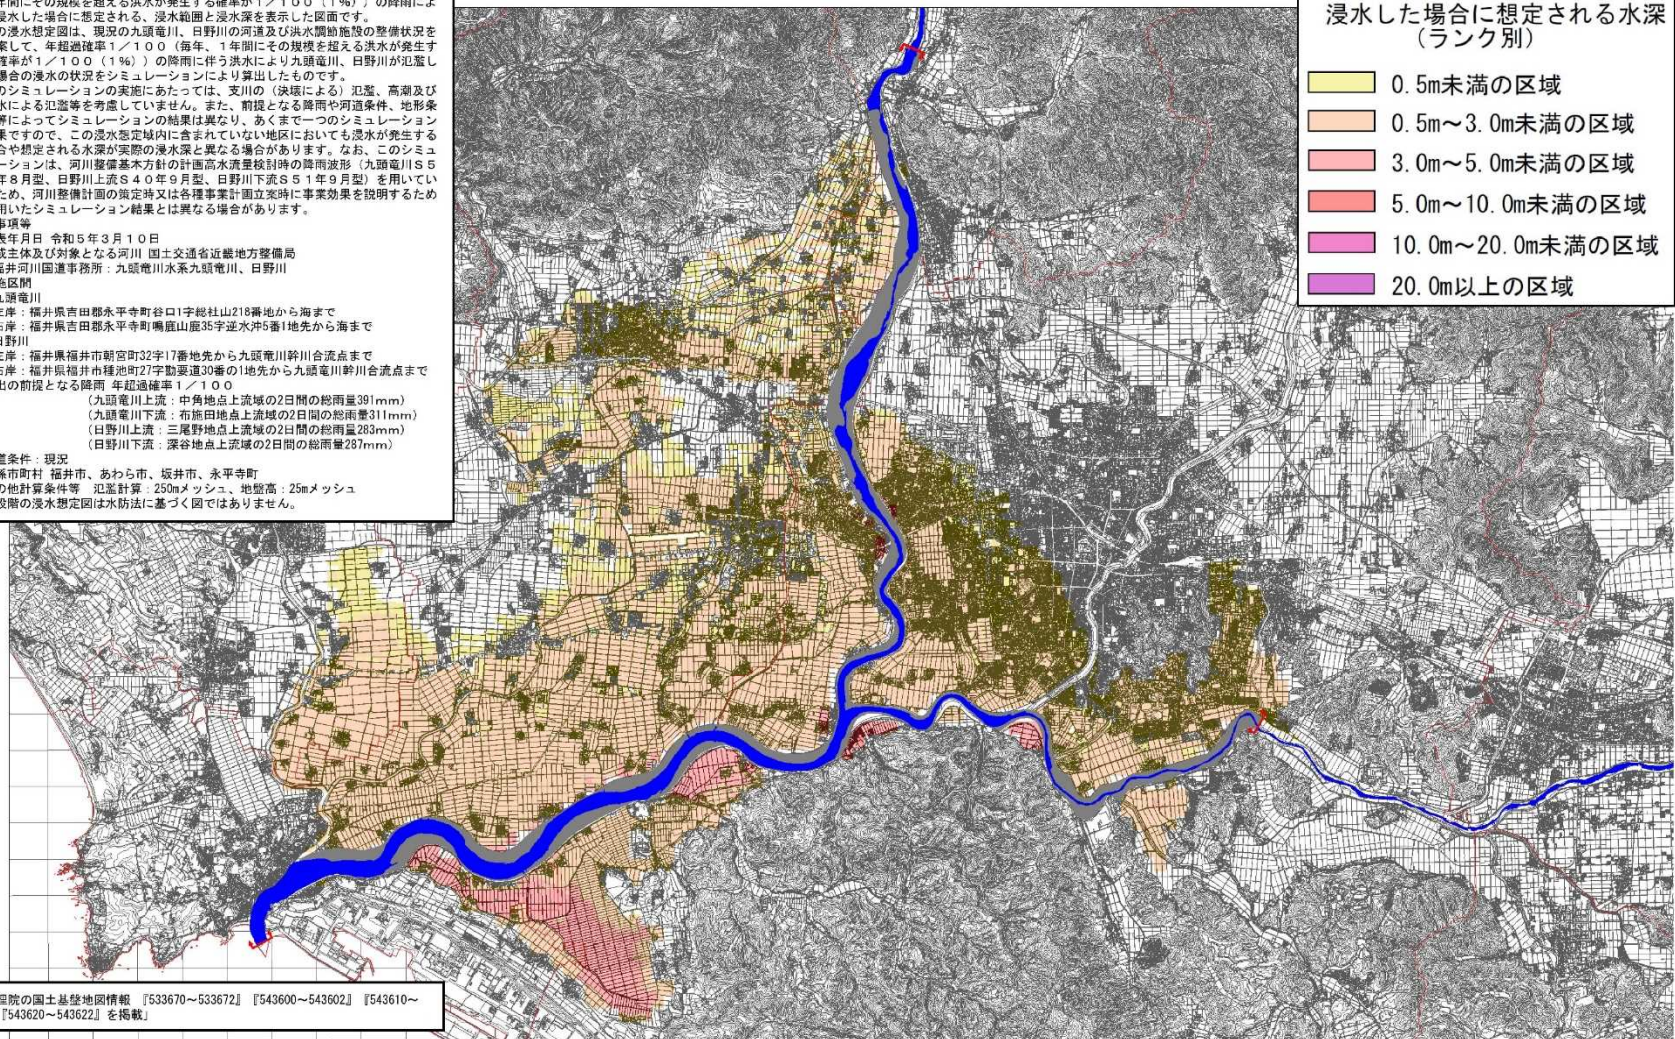 年間にその規模を超える洪水が発生する確率が1／100（1％））の降雨によ
浸水した場合に想定される、浸水範囲と浸水深を表示した図面です。
の浸水想定図は、現況の九頭竜川、日野川の河道及び洪水調節施設の整備状況を
案して、年超過確率1／100（毎年、1年間にその規模を超える洪水が発生す
確率が1／100（1％））の降雨に伴う洪水により九頭竜川、日野川が氾濫し
場合の浸水の状況をシミュレーションにより算出したものです。
のシミュレーションの実施にあたっては、支川の（決壊による）氾濫、高潮及び
水による氾濫等を考慮していません。また、前提となる降雨や河道条件、地形条
等によってシミュレーションの結果は異なり、あくまで一つのシミュレーション
果ですので、この浸水想定域内に含まれていない地区においても浸水が発生する
合や想定される水深が実際の浸水深と異なる場合があります。なお、このシミュ
ーションは、河川整備基本方針の計画高水流量検討時の降雨波形（九頭竜川S5
年8月型、日野川上流S40年9月型、日野川下流S51年9月型）を用いてい
ため、河川整備計画の策定時又は各種事業計画立案時に事業効果を説明するため
用いたシミュレーション結果とは異なる場合があります。
事項等
表年月日 令和5年3月10日
成主体及び対象となる河川 国土交通省近畿地方整備局
福井河川国道事務所：九頭竜川水系九頭竜川、日野川
施区間
九頭竜川
左岸：福井県吉田郡永平寺町谷口1字総社山218番地から海まで
右岸：福井県吉田郡永平寺町鳴鹿山鹿35字逆水沖5番1地先から海まで
日野川
左岸：福井県福井市朝宮町32字17番地先から九頭竜川幹川合流点まで
右岸：福井県福井市種池町27字勘要道30番の1地先から九頭竜川幹川合流点まで
出の前提となる降雨 年超過確率1／100
（九頭竜川上流：中角地点上流域の2日間の総雨量391mm）
（九頭竜川下流：布施田地点上流域の2日間の総雨量311mm）
（日野川上流：三尾野地点上流域の2日間の総雨量283mm）
（日野川下流：深谷地点上流域の2日間の総雨量287mm）
道条件：現況
係市町村 福井市、あわら市、坂井市、永平寺町
の他計算条件等 氾濫計算：250mメッシュ、地盤高：25mメッシュ
段階の浸水想定図は水防法に基づく図ではありません。
浸水した場合に想定される水深
（ランク別）
0.5m未満の区域
0.5m～3.0m未満の区域
3.0m～5.0m未満の区域
5.0m～10.0m未満の区域
10.0m～20.0m未満の区域
20.0m以上の区域
理院の国土基盤地図情報 『533670～533672』『543600～543602』『543610～
『543620～543622』を掲載」